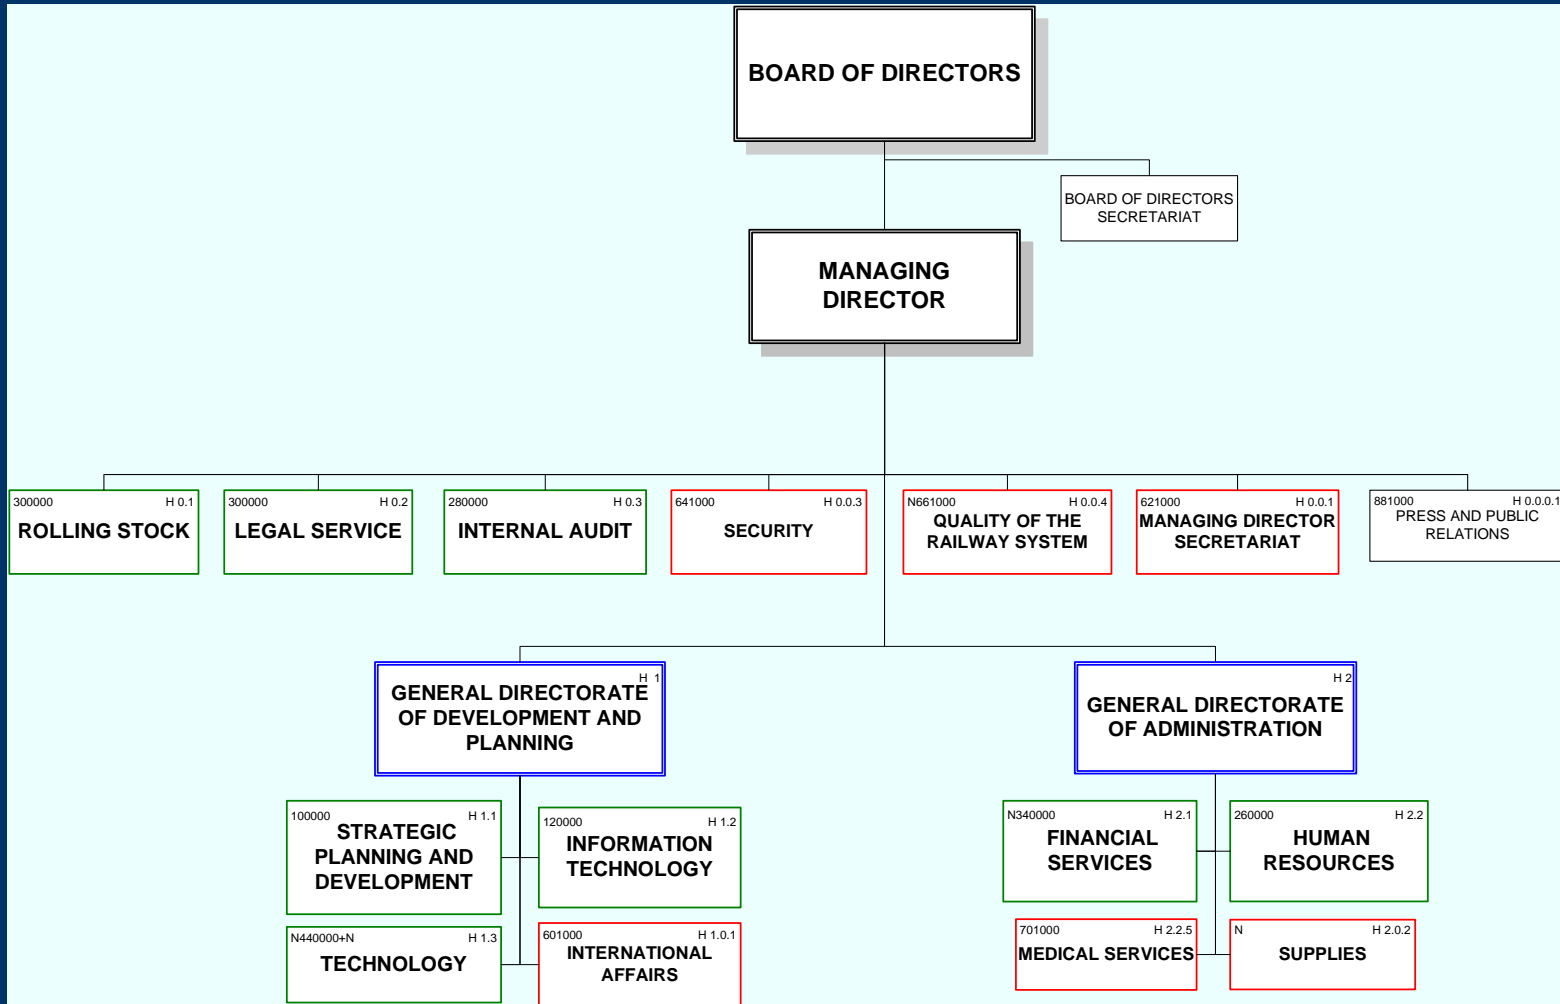 BOARD OF DIRECTORS
BOARD OF DIRECTORS
SECRETARIAT
MANAGING
DIRECTOR
300000 H 0.1
ROLLING STOCK
300000 H 0.2
LEGAL SERVICE
280000 H 0.3
INTERNAL AUDIT
641000 H 0.0.3
SECURITY
N661000 H 0.0.4
QUALITY OF THE
RAILWAY SYSTEM
621000 H 0.0.1
MANAGING DIRECTOR
SECRETARIAT
881000 H 0.0.0.1
PRESS AND PUBLIC
RELATIONS
H 1
GENERAL DIRECTORATE
OF DEVELOPMENT AND
PLANNING
H 2
GENERAL DIRECTORATE
OF ADMINISTRATION
100000 H 1.1
STRATEGIC
PLANNING AND
DEVELOPMENT
120000 H 1.2
INFORMATION
TECHNOLOGY
N340000 H 2.1
FINANCIAL
SERVICES
260000 H 2.2
HUMAN
RESOURCES
N440000+N H 1.3
TECHNOLOGY
601000 H 1.0.1
INTERNATIONAL
AFFAIRS
701000 H 2.2.5
MEDICAL SERVICES
N H 2.0.2
SUPPLIES